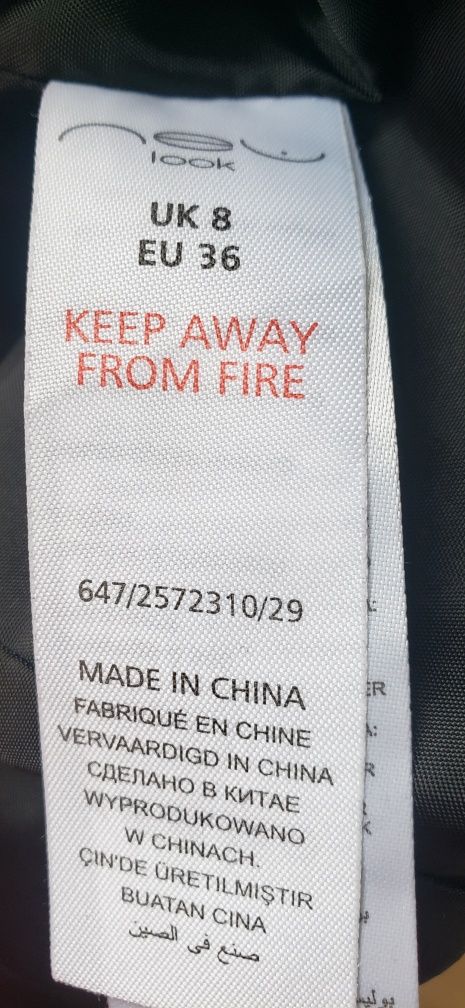 new
look
UK 8
EU 36
KEEP AWAY
FROM FIRE
647/2572310/29
MADE IN CHINA
FABRIQUÉ EN CHINE
VERVAARDIGD IN CHINA
СДЕЛАНО В КИТАЕ
WYPRODUKOWANO
W CHINACH.
ÇIN'DE ÜRETILMIŞTIR
BUATAN CINA
صنع في الصين